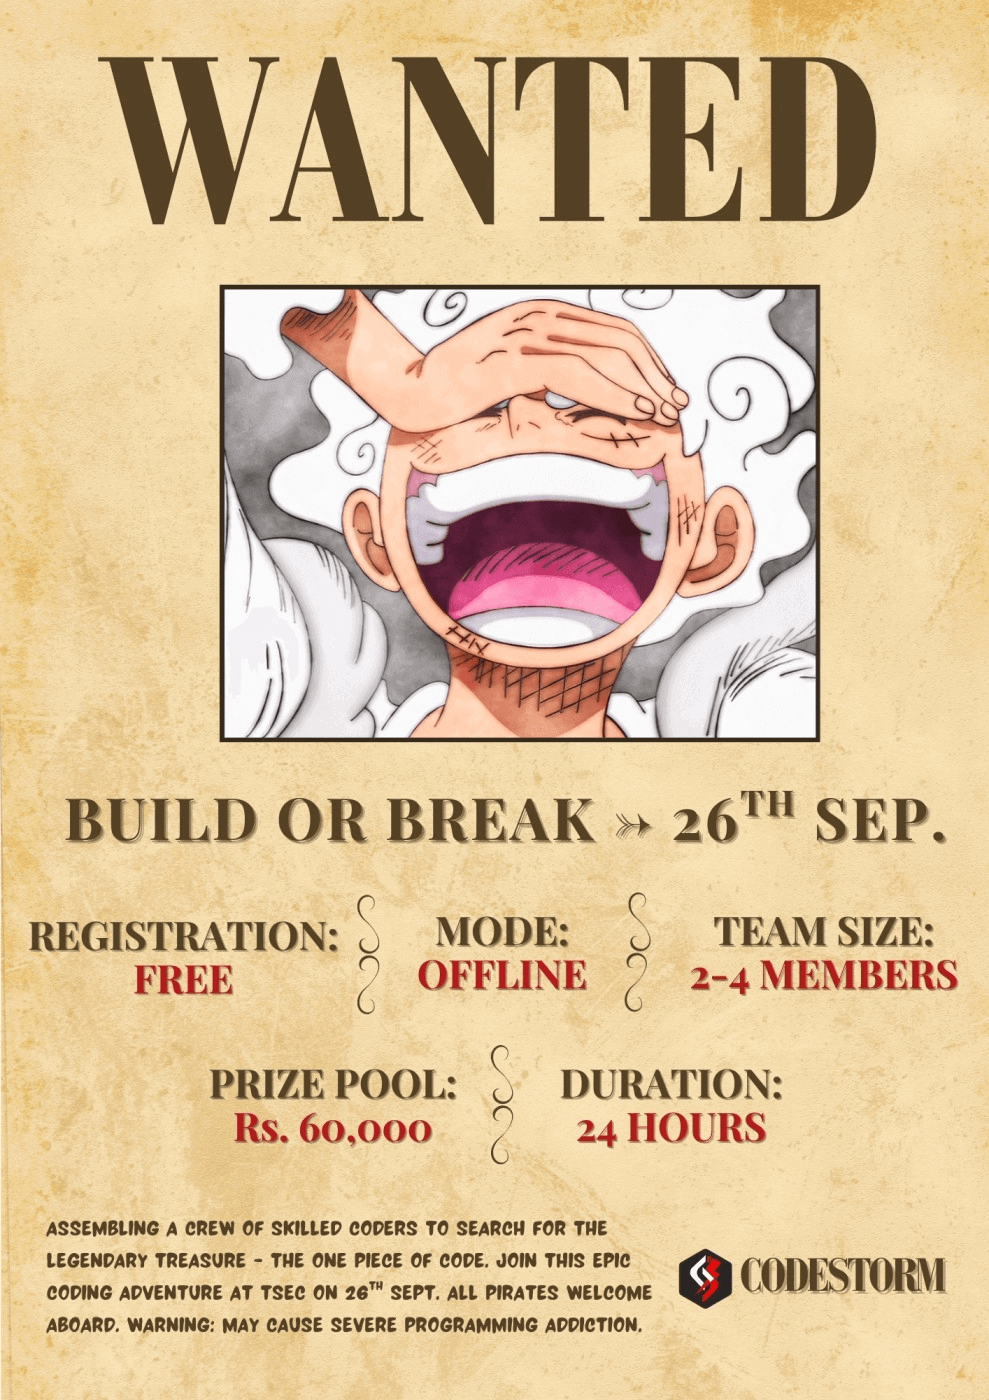 WANTED
BUILD OR BREAK ➳ 26TH SEP.
REGISTRATION:
FREE
MODE:
OFFLINE
TEAM SIZE:
2-4 MEMBERS
PRIZE POOL:
Rs. 60,000
DURATION:
24 HOURS
ASSEMBLING A CREW OF SKILLED CODERS TO SEARCH FOR THE
LEGENDARY TREASURE - THE ONE PIECE OF CODE. JOIN THIS EPIC
CODING ADVENTURE AT TSEC ON 26TH SEPT. ALL PIRATES WELCOME
ABOARD. WARNING: MAY CAUSE SEVERE PROGRAMMING ADDICTION.
CODESTORM